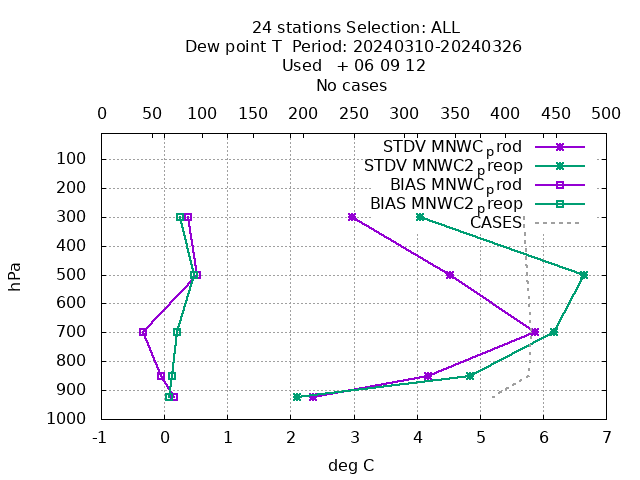 24 stations Selection: ALL
Dew point T  Period: 20240310-20240326
Used   + 06 09 12
No cases
0 50 100 150 200 250 300 350 400 450 500
STDV MNWC_prod
STDV MNWC2_preop
BIAS MNWC_prod
BIAS MNWC2_preop
CASES
100
200
300
400
500
600
700
800
900
1000
hPa
-1 0 1 2 3 4 5 6 7
deg C